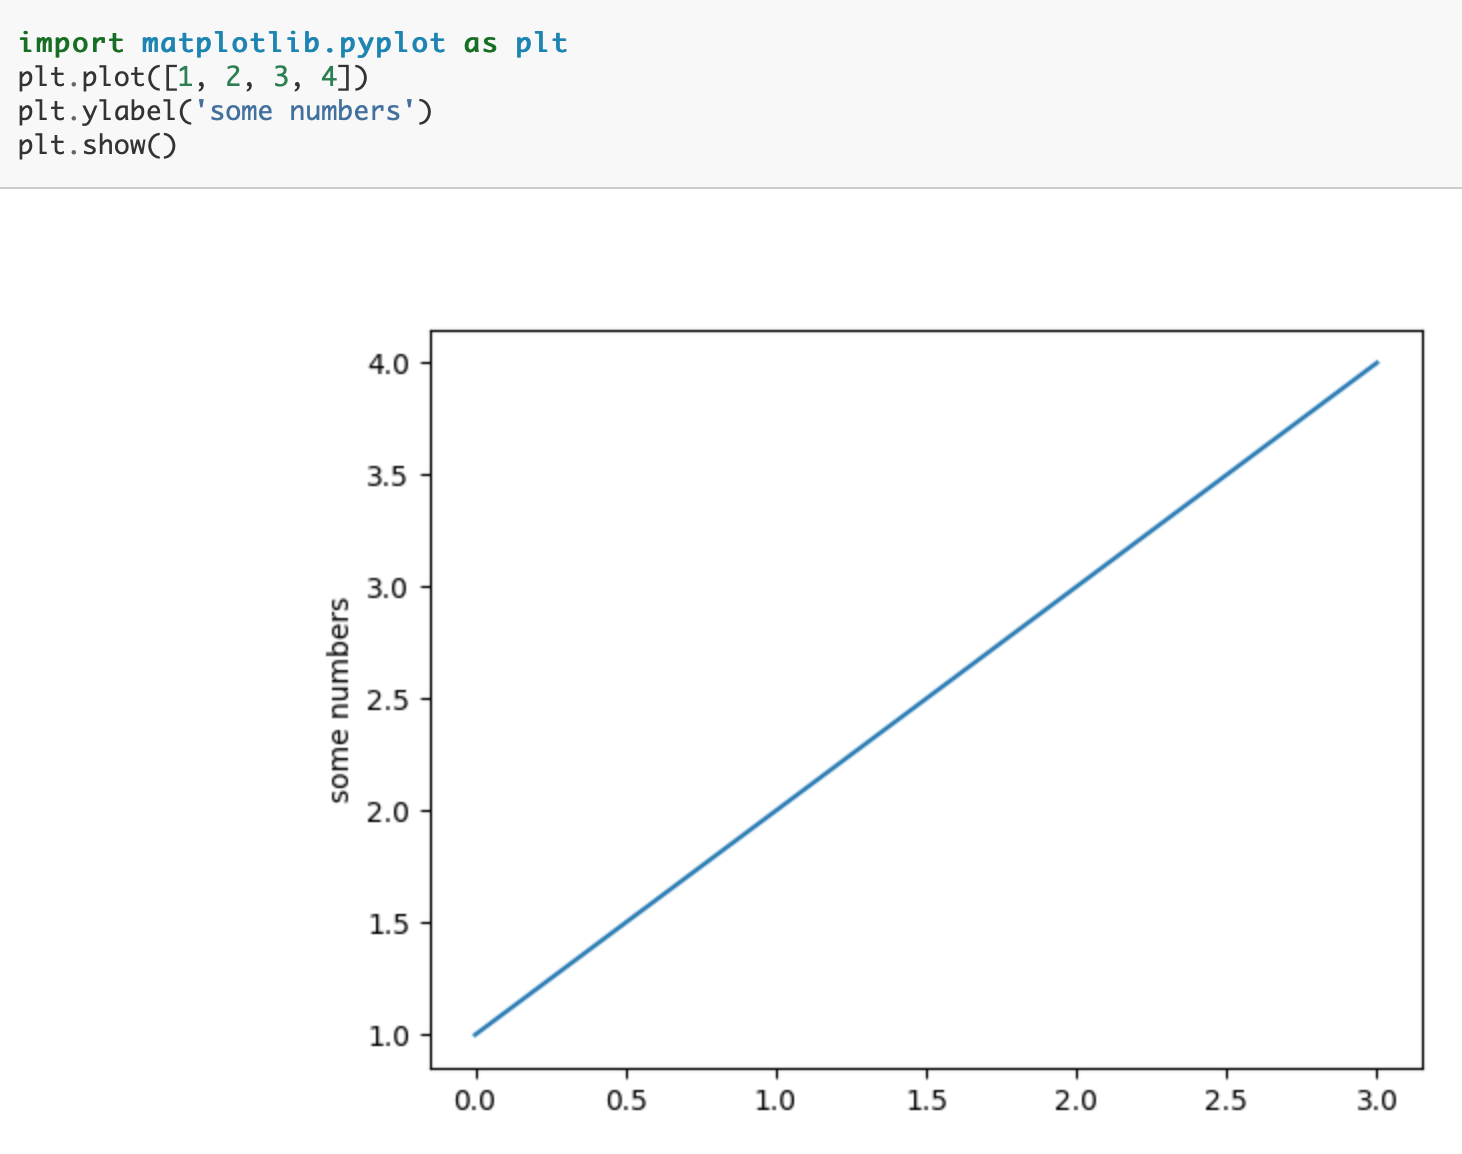 import matplotlib.pyplot as plt
plt.plot([1, 2, 3, 4])
plt.ylabel('some numbers')
plt.show()
4.0
3.5
3.0
2.5
2.0
1.5
1.0
some numbers
0.0 0.5 1.0 1.5 2.0 2.5 3.0